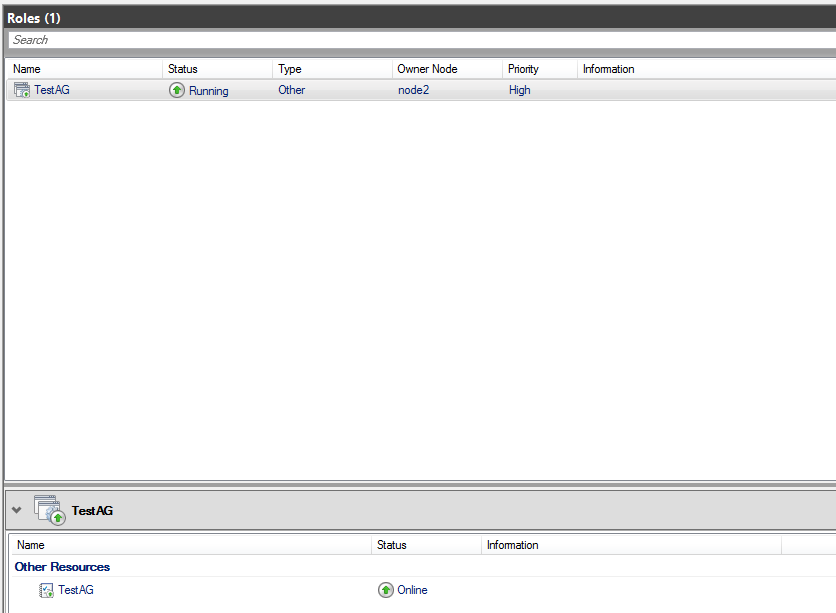 Roles (1)
Search
Name Status Type Owner Node Priority Information
TestAG Running Other node2 High
TestAG
Name Status Information
Other Resources
TestAG Online